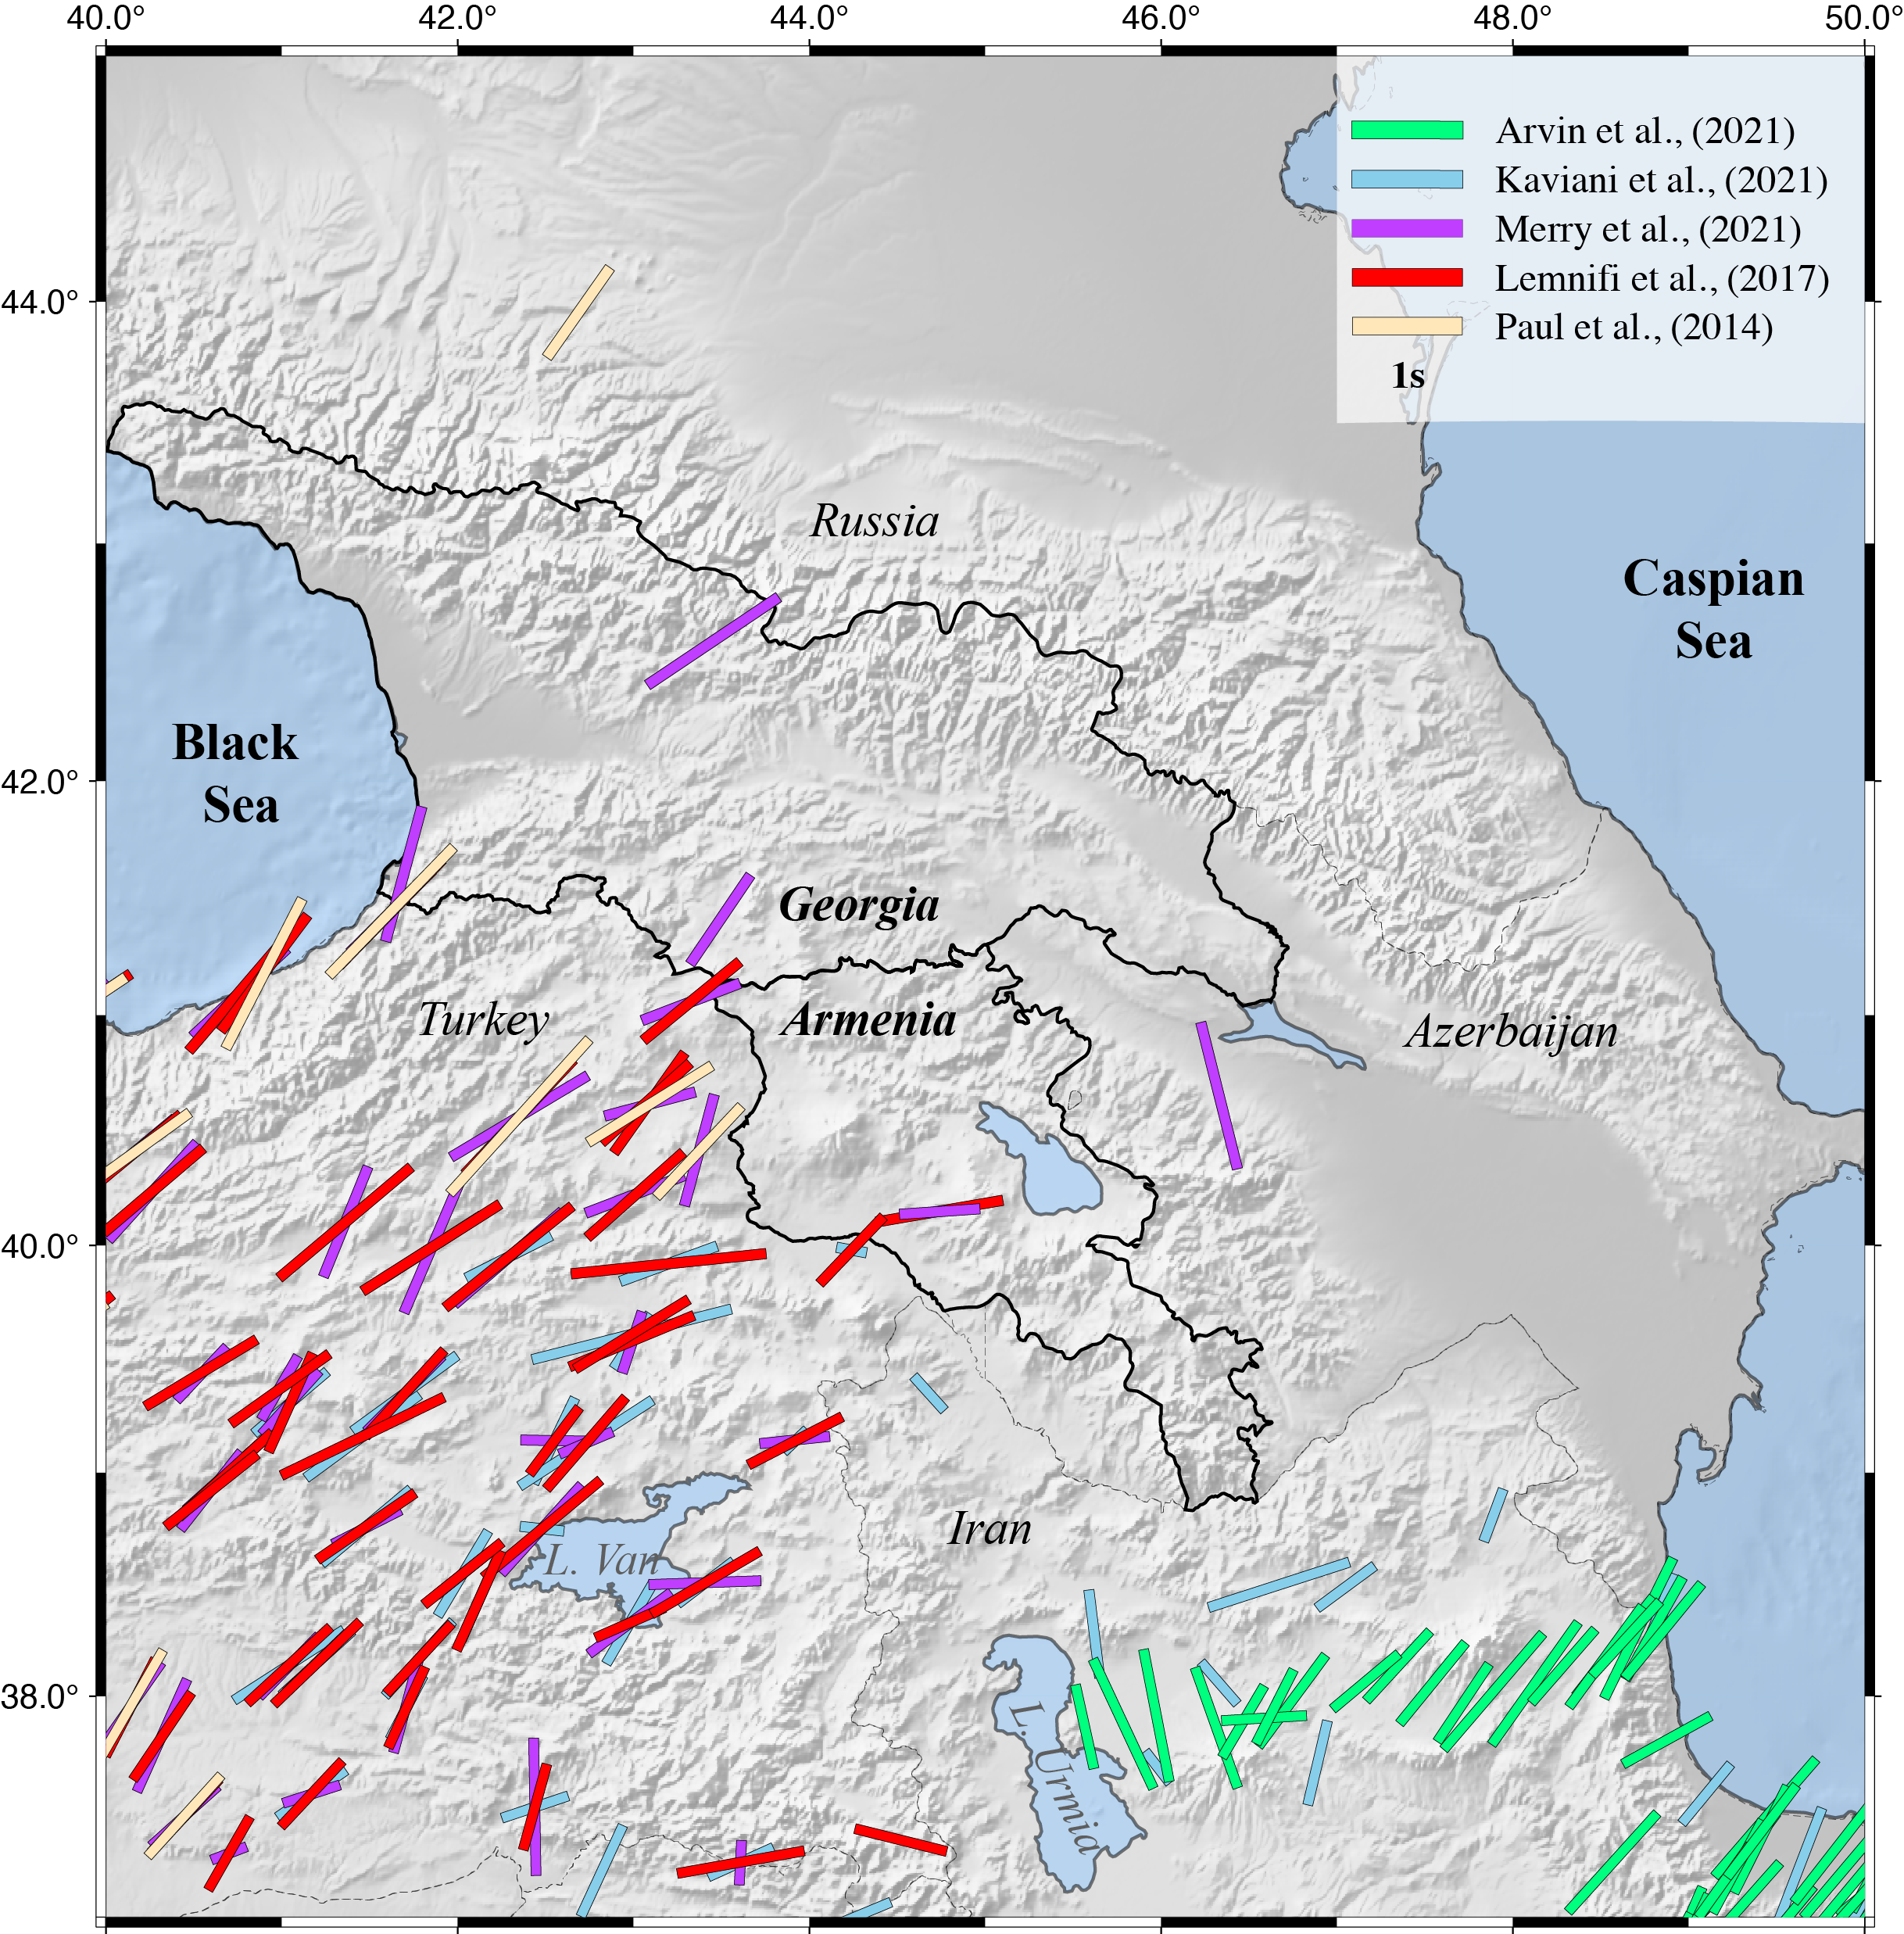 40.0° 42.0° 44.0° 46.0° 48.0° 50.0°
Arvin et al., (2021)
Kaviani et al., (2021)
Merry et al., (2021)
Lemnifi et al., (2017)
Paul et al., (2014)
1s
44.0°
Russia
Caspian
Sea
Black
Sea
42.0°
Georgia
Turkey
Armenia
Azerbaijan
40.0°
Iran
L. Van
38.0°
L. Urmia